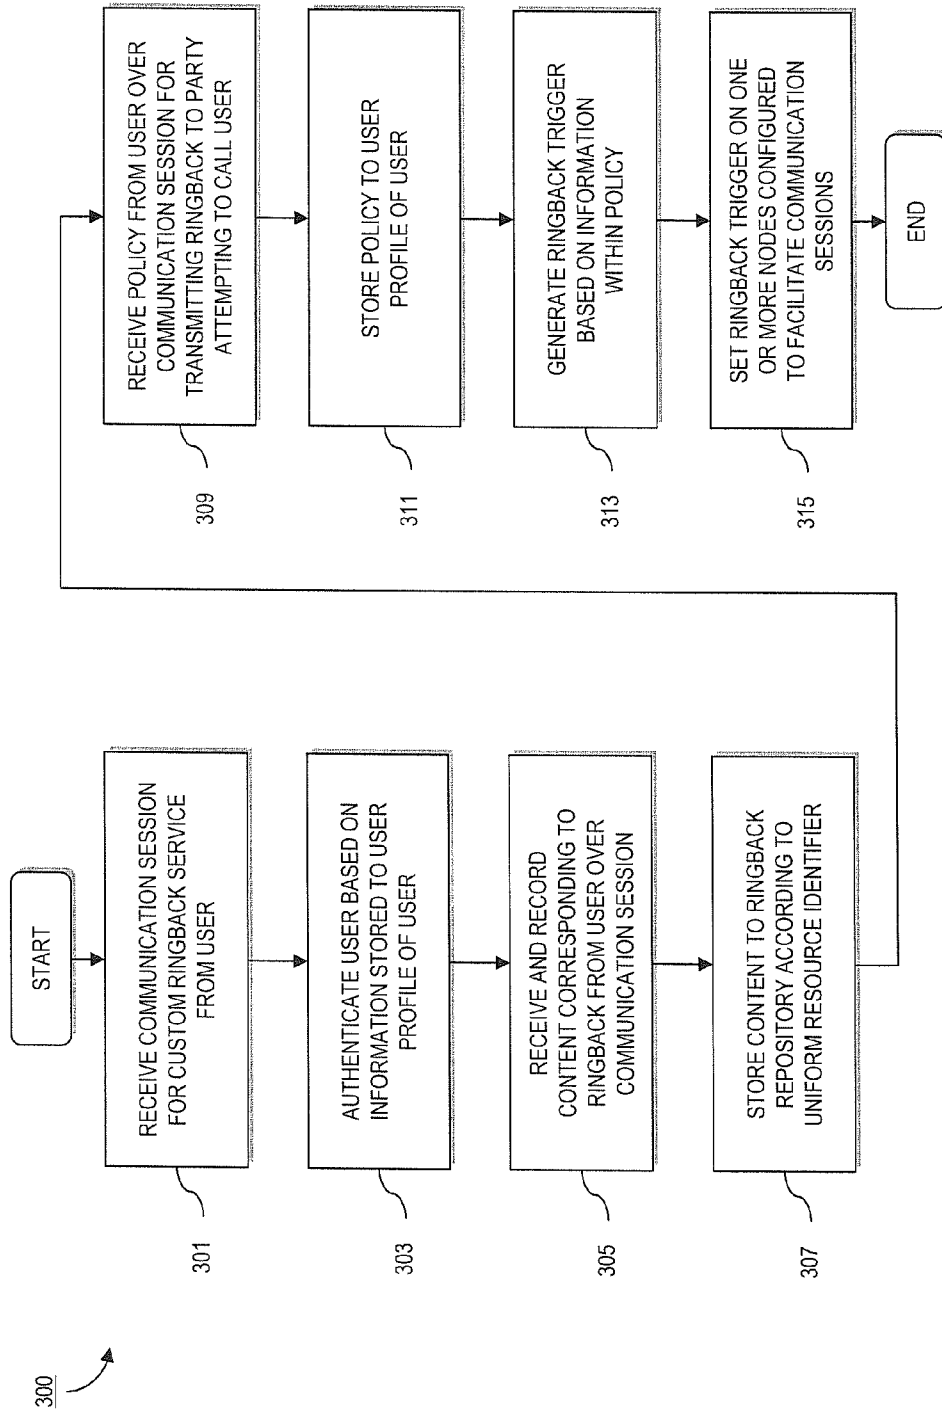 300
START
301
RECEIVE COMMUNICATION SESSION
FOR CUSTOM RINGBACK SERVICE
FROM USER
303
AUTHENTICATE USER BASED ON
INFORMATION STORED TO USER
PROFILE OF USER
305
RECEIVE AND RECORD
CONTENT CORRESPONDING TO
RINGBACK FROM USER OVER
COMMUNICATION SESSION
307
STORE CONTENT TO RINGBACK
REPOSITORY ACCORDING TO
UNIFORM RESOURCE IDENTIFIER
309
RECEIVE POLICY FROM USER OVER
COMMUNICATION SESSION FOR
TRANSMITTING RINGBACK TO PARTY
ATTEMPTING TO CALL USER
311
STORE POLICY TO USER
PROFILE OF USER
313
GENERATE RINGBACK TRIGGER
BASED ON INFORMATION
WITHIN POLICY
315
SET RINGBACK TRIGGER ON ONE
OR MORE NODES CONFIGURED
TO FACILITATE COMMUNICATION
SESSIONS
END